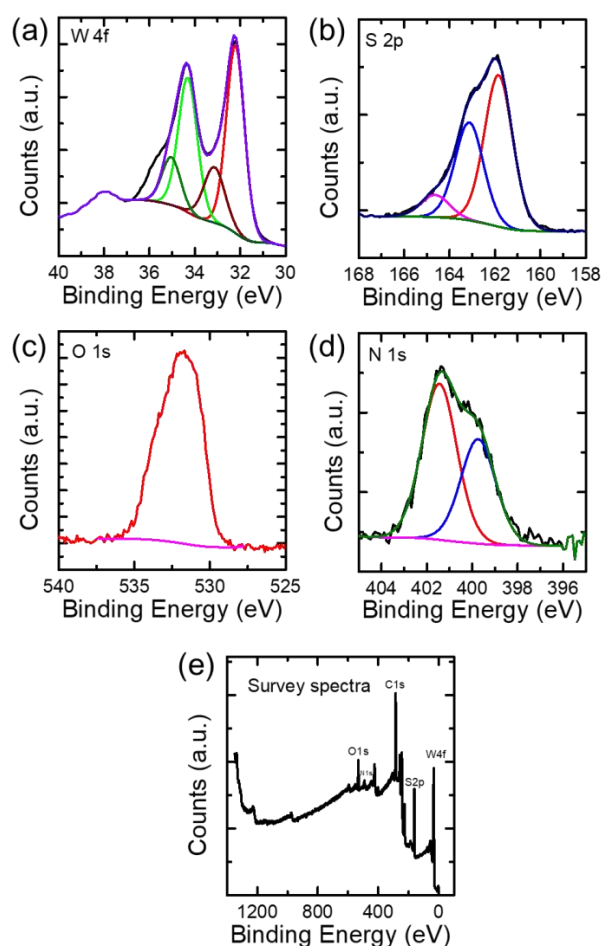 (a)
W 4f
Counts (a.u.)
40 38 36 34 32 30
Binding Energy (eV)
(b)
S 2p
Counts (a.u.)
168 166 164 162 160 158
Binding Energy (eV)
(c)
O 1s
Counts (a.u.)
540 535 530 525
Binding Energy (eV)
(d)
N 1s
Counts (a.u.)
404 402 400 398 396
Binding Energy (eV)
(e)
Survey spectra
C1s
O1s
N1s
W4f
S2p
Counts (a.u.)
1200 800 400 0
Binding Energy (eV)